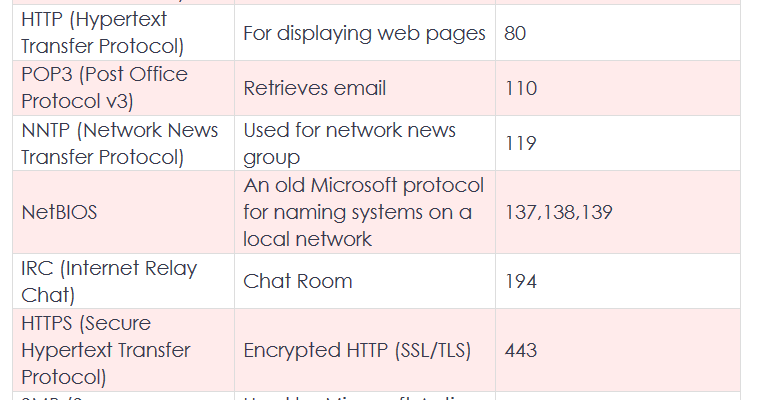 HTTP (Hypertext
Transfer Protocol)
For displaying web pages
80
POP3 (Post Office
Protocol v3)
Retrieves email
110
NNTP (Network News
Transfer Protocol)
Used for network news
group
119
NetBIOS
An old Microsoft protocol
for naming systems on a
local network
137,138,139
IRC (Internet Relay
Chat)
Chat Room
194
HTTPS (Secure
Hypertext Transfer
Protocol)
Encrypted HTTP (SSL/TLS)
443